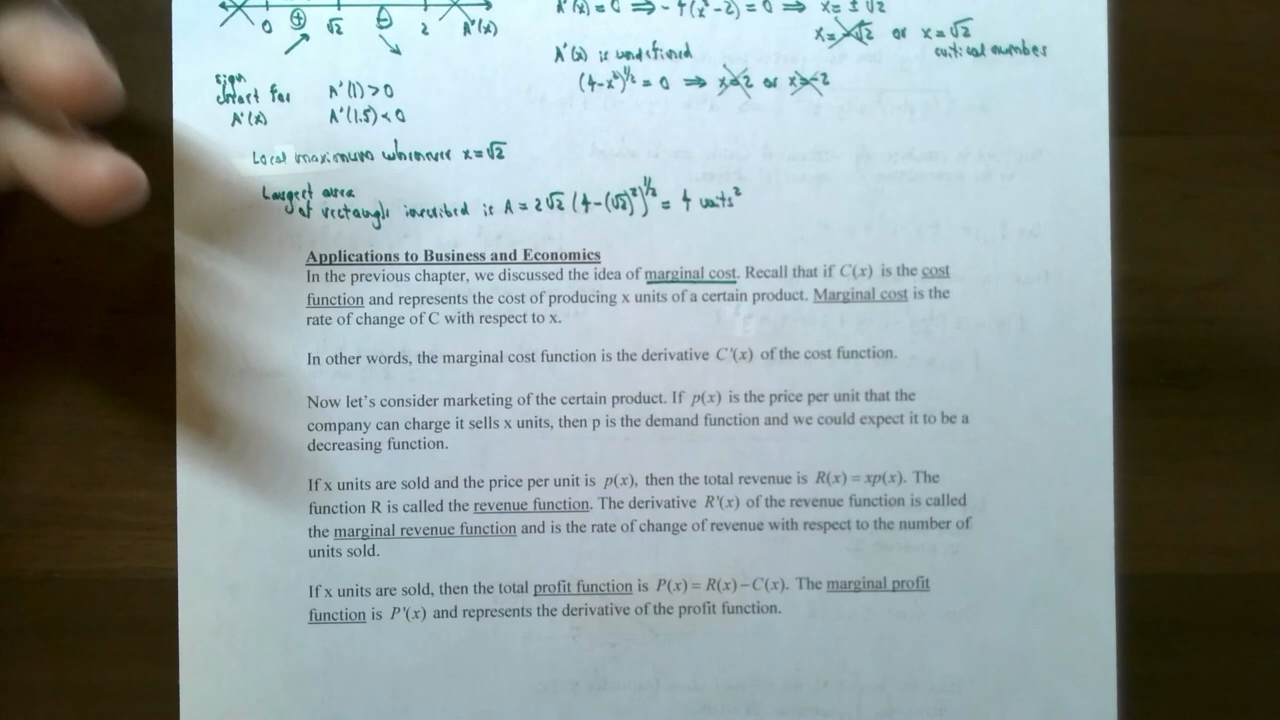 A'(x) = 0 ⇒ -4(x²-2) = 0 ⇒ x = ± √2
0 ⊕ √2 ⊖ 2 A'(x)
x = -√2 or x = √2
critical numbers
A'(x) is undefined
(4-x²)^1/2 = 0 ⇒ x=2 or x=-2
sign
chart for A'(1) > 0
A'(x) A'(1.5) < 0
Local maximum whenever x = √2
Largest area
of rectangle inscribed is A = 2√2 (4-(√2)²)^1/2 = 4 units²
Applications to Business and Economics
In the previous chapter, we discussed the idea of marginal cost. Recall that if C(x) is the cost
function and represents the cost of producing x units of a certain product. Marginal cost is the
rate of change of C with respect to x.
In other words, the marginal cost function is the derivative C'(x) of the cost function.
Now let's consider marketing of the certain product. If p(x) is the price per unit that the
company can charge it sells x units, then p is the demand function and we could expect it to be a
decreasing function.
If x units are sold and the price per unit is p(x), then the total revenue is R(x) = xp(x). The
function R is called the revenue function. The derivative R'(x) of the revenue function is called
the marginal revenue function and is the rate of change of revenue with respect to the number of
units sold.
If x units are sold, then the total profit function is P(x) = R(x) – C(x). The marginal profit
function is P'(x) and represents the derivative of the profit function.